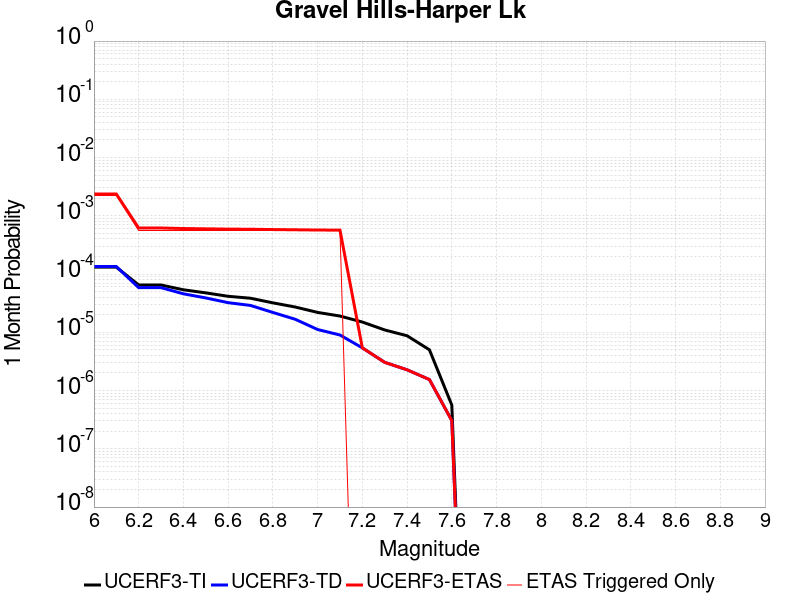 Gravel Hills-Harper Lk
10^0
10^-1
10^-2
10^-3
10^-4
10^-5
10^-6
10^-7
10^-8
1 Month Probability
6 6.2 6.4 6.6 6.8 7 7.2 7.4 7.6 7.8 8 8.2 8.4 8.6 8.8 9
Magnitude
UCERF3-TI UCERF3-TD UCERF3-ETAS ETAS Triggered Only